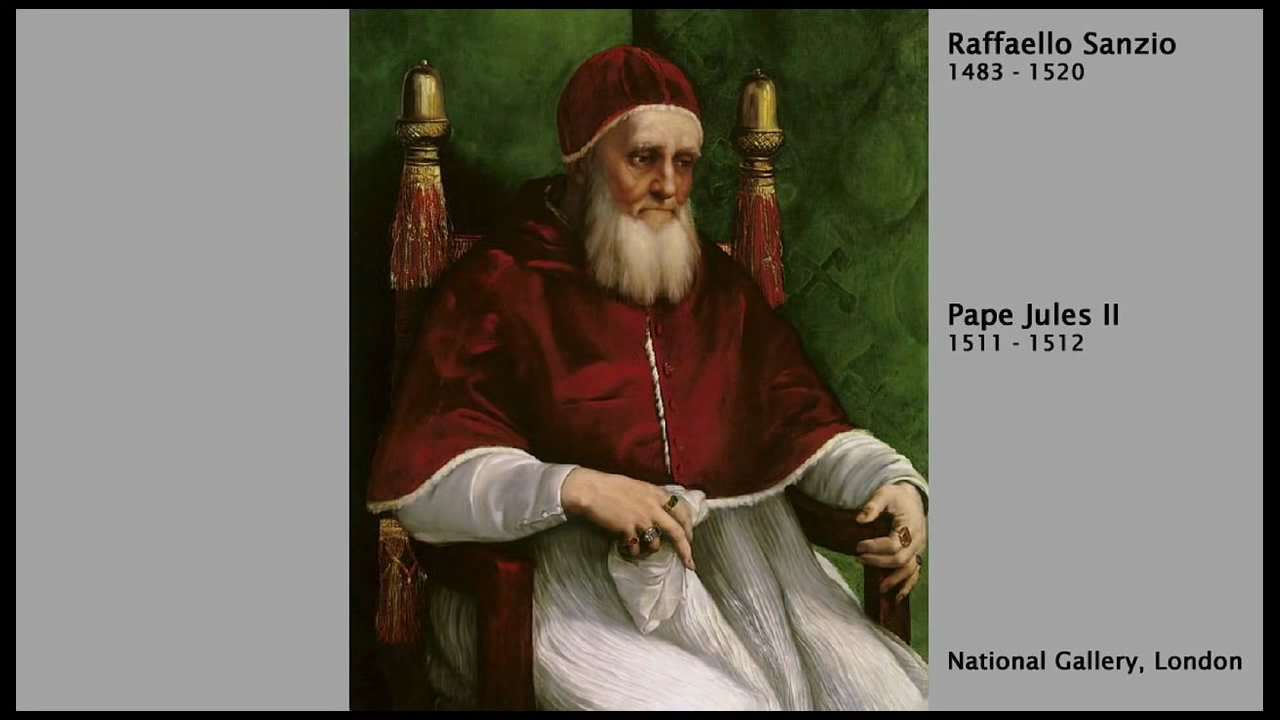 Raffaello Sanzio
1483 - 1520
Pape Jules II
1511 - 1512
National Gallery, London